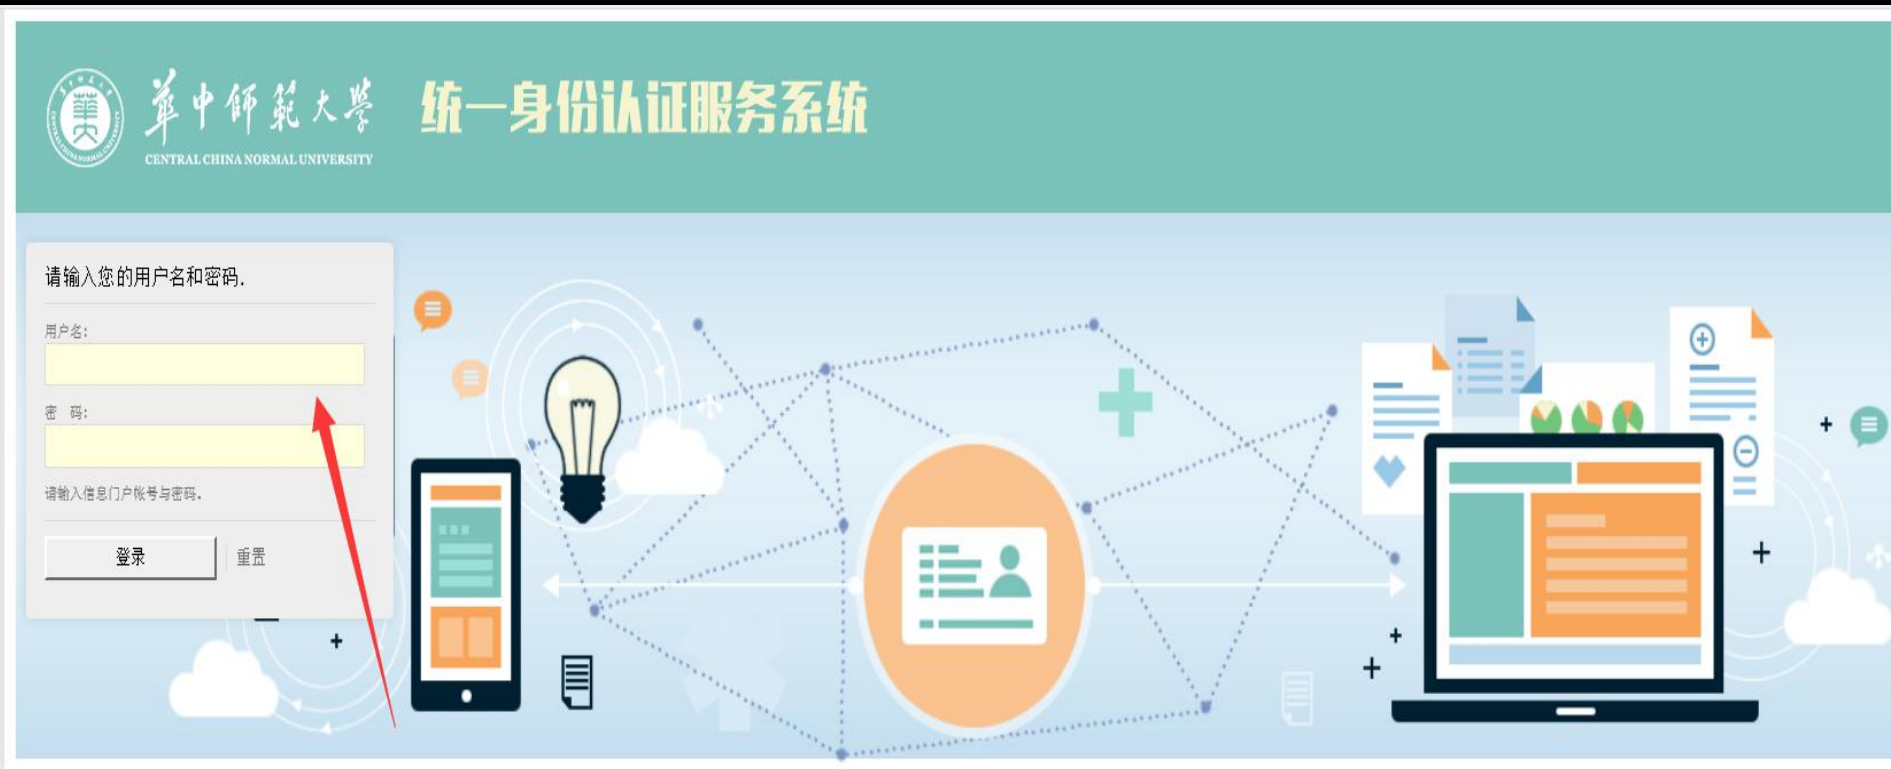 華中師範大學
CENTRAL CHINA NORMAL UNIVERSITY
统一身份认证服务系统
请输入您的用户名和密码.
用户名:
密 码:
请输入信息门户帐号与密码.
登录 重置